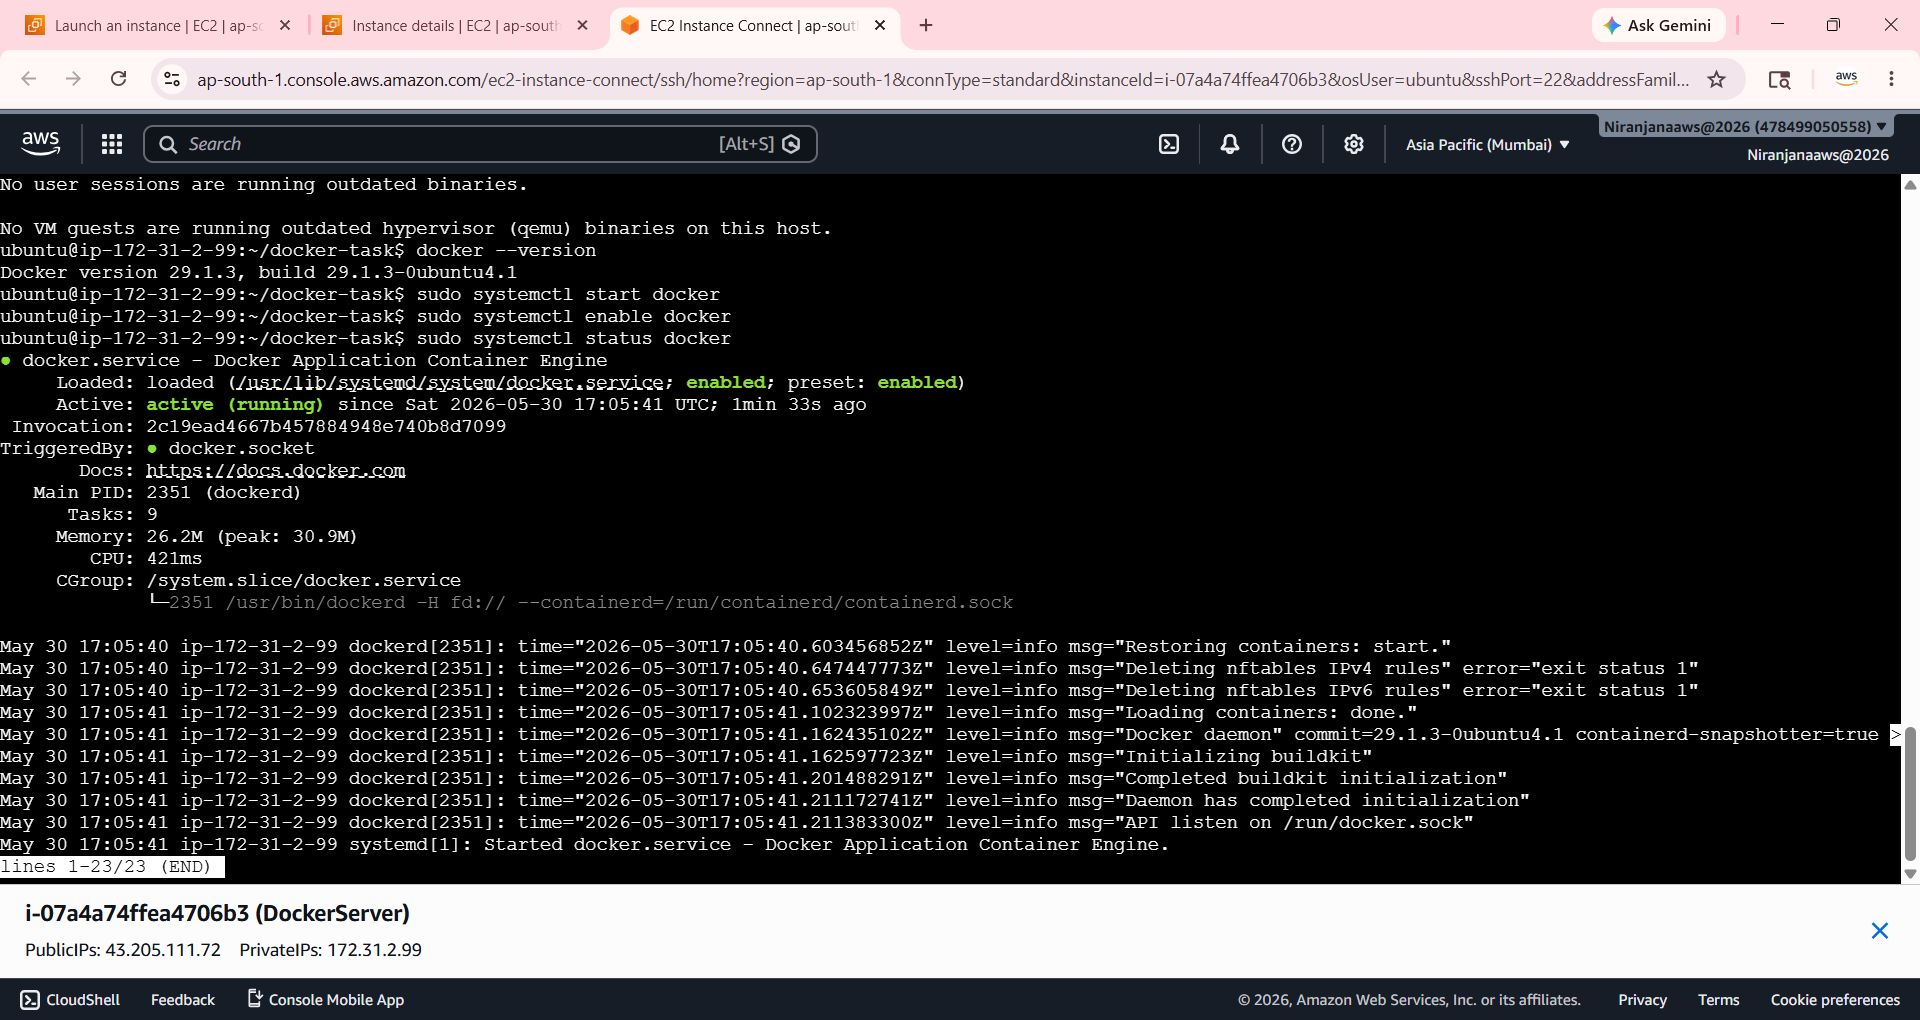 Launch an instance | EC2 | ap-sc
Instance details | EC2 | ap-south
EC2 Instance Connect | ap-sout
Ask Gemini
ap-south-1.console.aws.amazon.com/ec2-instance-connect/ssh/home?region=ap-south-1&connType=standard&instanceId=i-07a4a74ffea4706b3&osUser=ubuntu&sshPort=22&addressFamil...
aws
aws
Search
[Alt+S]
Asia Pacific (Mumbai)
Niranjanaaws@2026 (478499050558)
Niranjanaaws@2026
No user sessions are running outdated binaries.
No VM guests are running outdated hypervisor (qemu) binaries on this host.
ubuntu@ip-172-31-2-99:~/docker-task$ docker --version
Docker version 29.1.3, build 29.1.3-0ubuntu4.1
ubuntu@ip-172-31-2-99:~/docker-task$ sudo systemctl start docker
ubuntu@ip-172-31-2-99:~/docker-task$ sudo systemctl enable docker
ubuntu@ip-172-31-2-99:~/docker-task$ sudo systemctl status docker
● docker.service - Docker Application Container Engine
Loaded: loaded (/usr/lib/systemd/system/docker.service; enabled; preset: enabled)
Active: active (running) since Sat 2026-05-30 17:05:41 UTC; 1min 33s ago
Invocation: 2c19ead4667b457884948e740b8d7099
TriggeredBy: ● docker.socket
Docs: https://docs.docker.com
Main PID: 2351 (dockerd)
Tasks: 9
Memory: 26.2M (peak: 30.9M)
CPU: 421ms
CGroup: /system.slice/docker.service
└─2351 /usr/bin/dockerd -H fd:// --containerd=/run/containerd/containerd.sock
May 30 17:05:40 ip-172-31-2-99 dockerd[2351]: time="2026-05-30T17:05:40.603456852Z" level=info msg="Restoring containers: start."
May 30 17:05:40 ip-172-31-2-99 dockerd[2351]: time="2026-05-30T17:05:40.647447773Z" level=info msg="Deleting nftables IPv4 rules" error="exit status 1"
May 30 17:05:40 ip-172-31-2-99 dockerd[2351]: time="2026-05-30T17:05:40.653605849Z" level=info msg="Deleting nftables IPv6 rules" error="exit status 1"
May 30 17:05:41 ip-172-31-2-99 dockerd[2351]: time="2026-05-30T17:05:41.102323997Z" level=info msg="Loading containers: done."
May 30 17:05:41 ip-172-31-2-99 dockerd[2351]: time="2026-05-30T17:05:41.162435102Z" level=info msg="Docker daemon" commit=29.1.3-0ubuntu4.1 containerd-snapshotter=true >
May 30 17:05:41 ip-172-31-2-99 dockerd[2351]: time="2026-05-30T17:05:41.162597723Z" level=info msg="Initializing buildkit"
May 30 17:05:41 ip-172-31-2-99 dockerd[2351]: time="2026-05-30T17:05:41.201488291Z" level=info msg="Completed buildkit initialization"
May 30 17:05:41 ip-172-31-2-99 dockerd[2351]: time="2026-05-30T17:05:41.211172741Z" level=info msg="Daemon has completed initialization"
May 30 17:05:41 ip-172-31-2-99 dockerd[2351]: time="2026-05-30T17:05:41.211383300Z" level=info msg="API listen on /run/docker.sock"
May 30 17:05:41 ip-172-31-2-99 systemd[1]: Started docker.service - Docker Application Container Engine.
lines 1-23/23 (END)
i-07a4a74ffea4706b3 (DockerServer)
PublicIPs: 43.205.111.72 PrivateIPs: 172.31.2.99
CloudShell
Feedback
Console Mobile App
© 2026, Amazon Web Services, Inc. or its affiliates.
Privacy
Terms
Cookie preferences